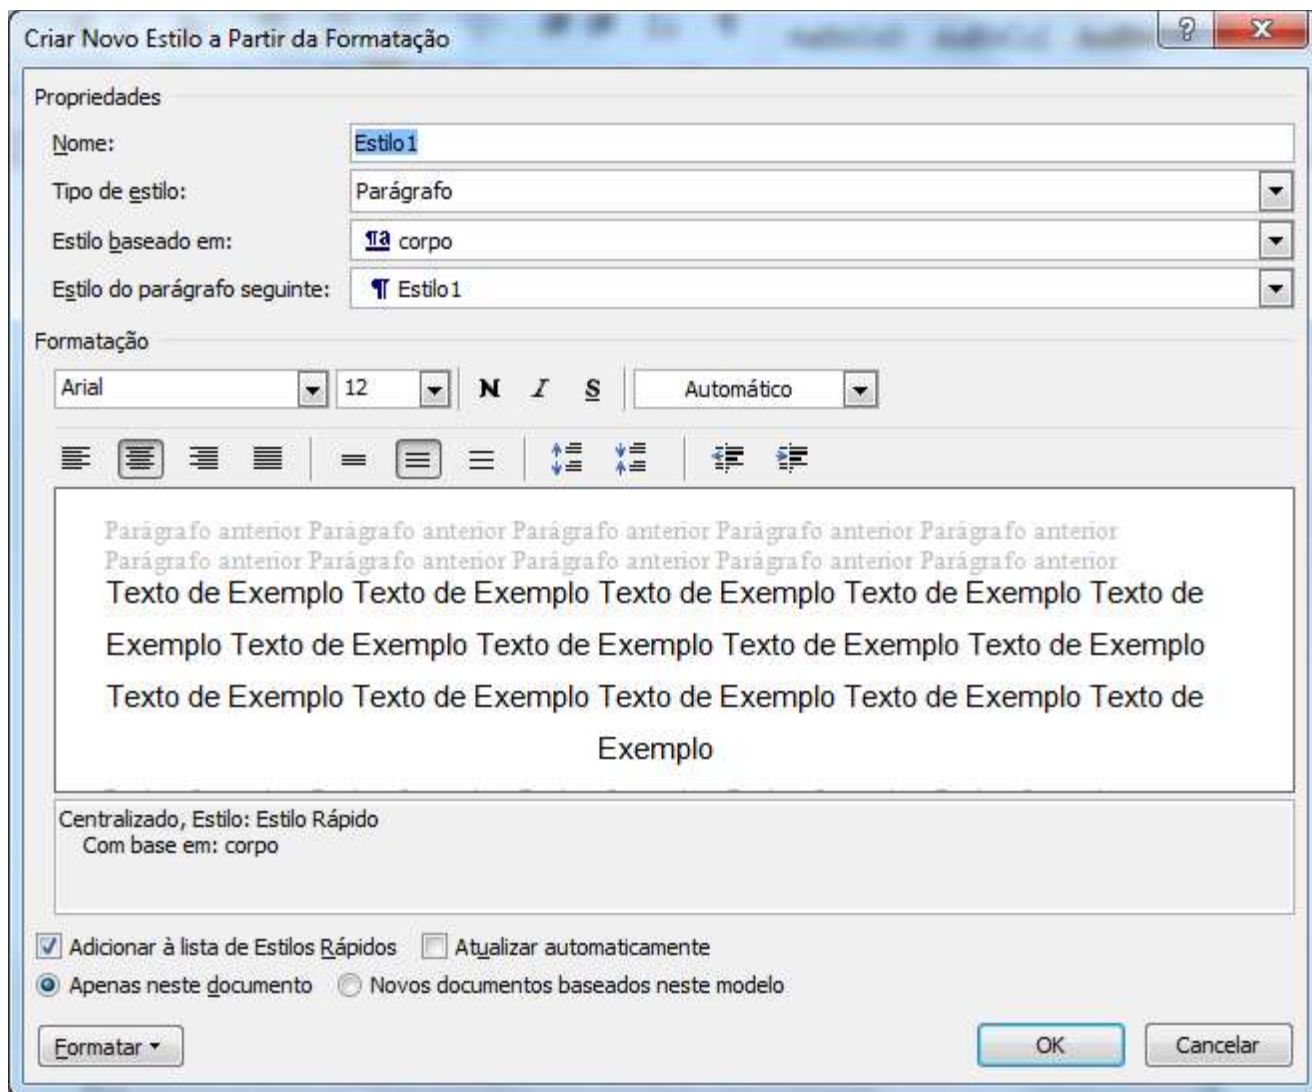 Criar Novo Estilo a Partir da Formatação
Propriedades
Nome: Estilo1
Tipo de estilo: Parágrafo
Estilo baseado em: ¶a corpo
Estilo do parágrafo seguinte: ¶ Estilo1
Formatação
Arial 12 N I S Automático
Parágrafo anterior Parágrafo anterior Parágrafo anterior Parágrafo anterior Parágrafo anterior
Parágrafo anterior Parágrafo anterior Parágrafo anterior Parágrafo anterior Parágrafo anterior
Texto de Exemplo Texto de Exemplo Texto de Exemplo Texto de Exemplo Texto de
Exemplo Texto de Exemplo Texto de Exemplo Texto de Exemplo Texto de Exemplo
Texto de Exemplo Texto de Exemplo Texto de Exemplo Texto de Exemplo Texto de
Exemplo
Centralizado, Estilo: Estilo Rápido
Com base em: corpo
Adicionar à lista de Estilos Rápidos Atualizar automaticamente
Apenas neste documento Novos documentos baseados neste modelo
Formatar OK Cancelar